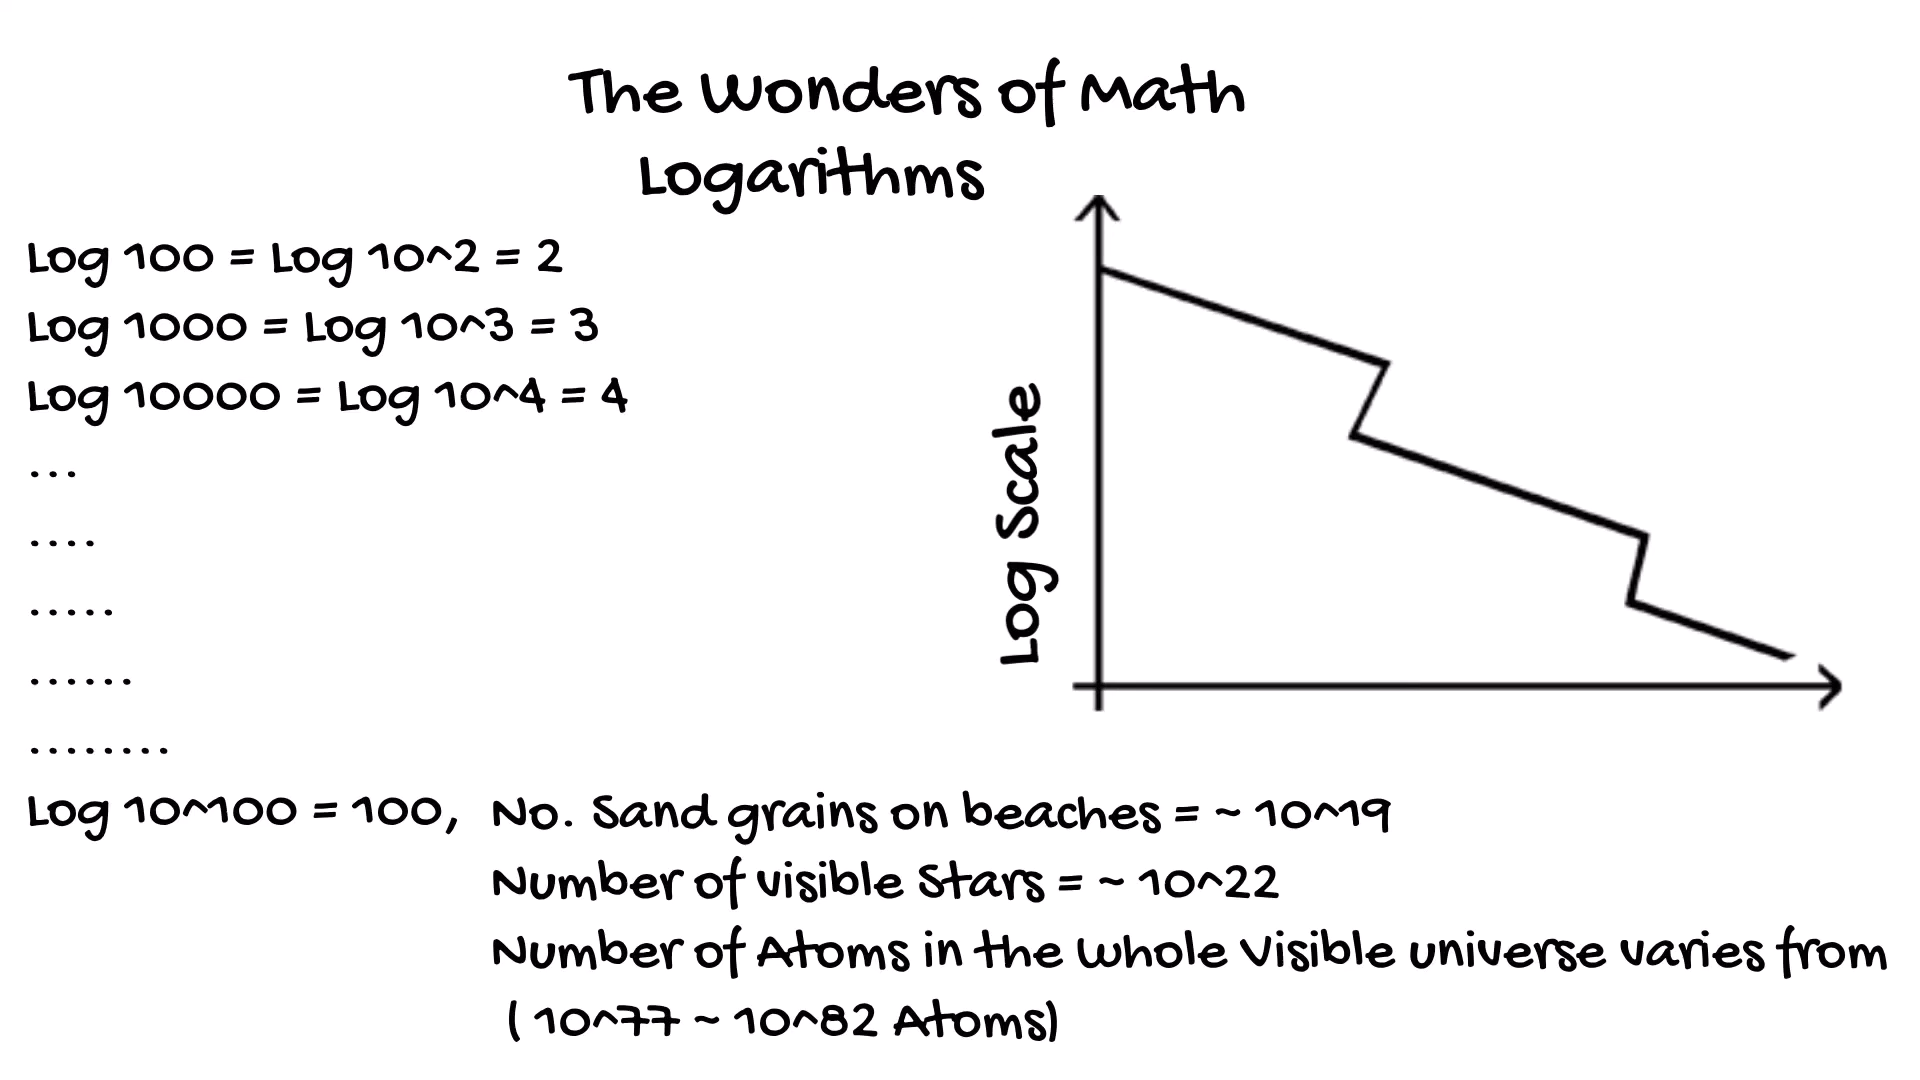 The Wonders of Math
Logarithms
Log 100 = Log 10^2 = 2
Log 1000 = Log 10^3 = 3
Log 10000 = Log 10^4 = 4
...
....
.....
......
........
Log Scale
Log 10^100 = 100, No. Sand grains on beaches = ~ 10^19
Number of visible Stars = ~ 10^22
Number of Atoms in the whole Visible universe varies from
( 10^77 ~ 10^82 Atoms)